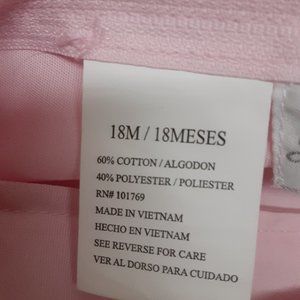 18M / 18MESES
60% COTTON / ALGODON
40% POLYESTER / POLIESTER
RN# 101769
MADE IN VIETNAM
HECHO EN VIETNAM
SEE REVERSE FOR CARE
VER AL DORSO PARA CUIDADO